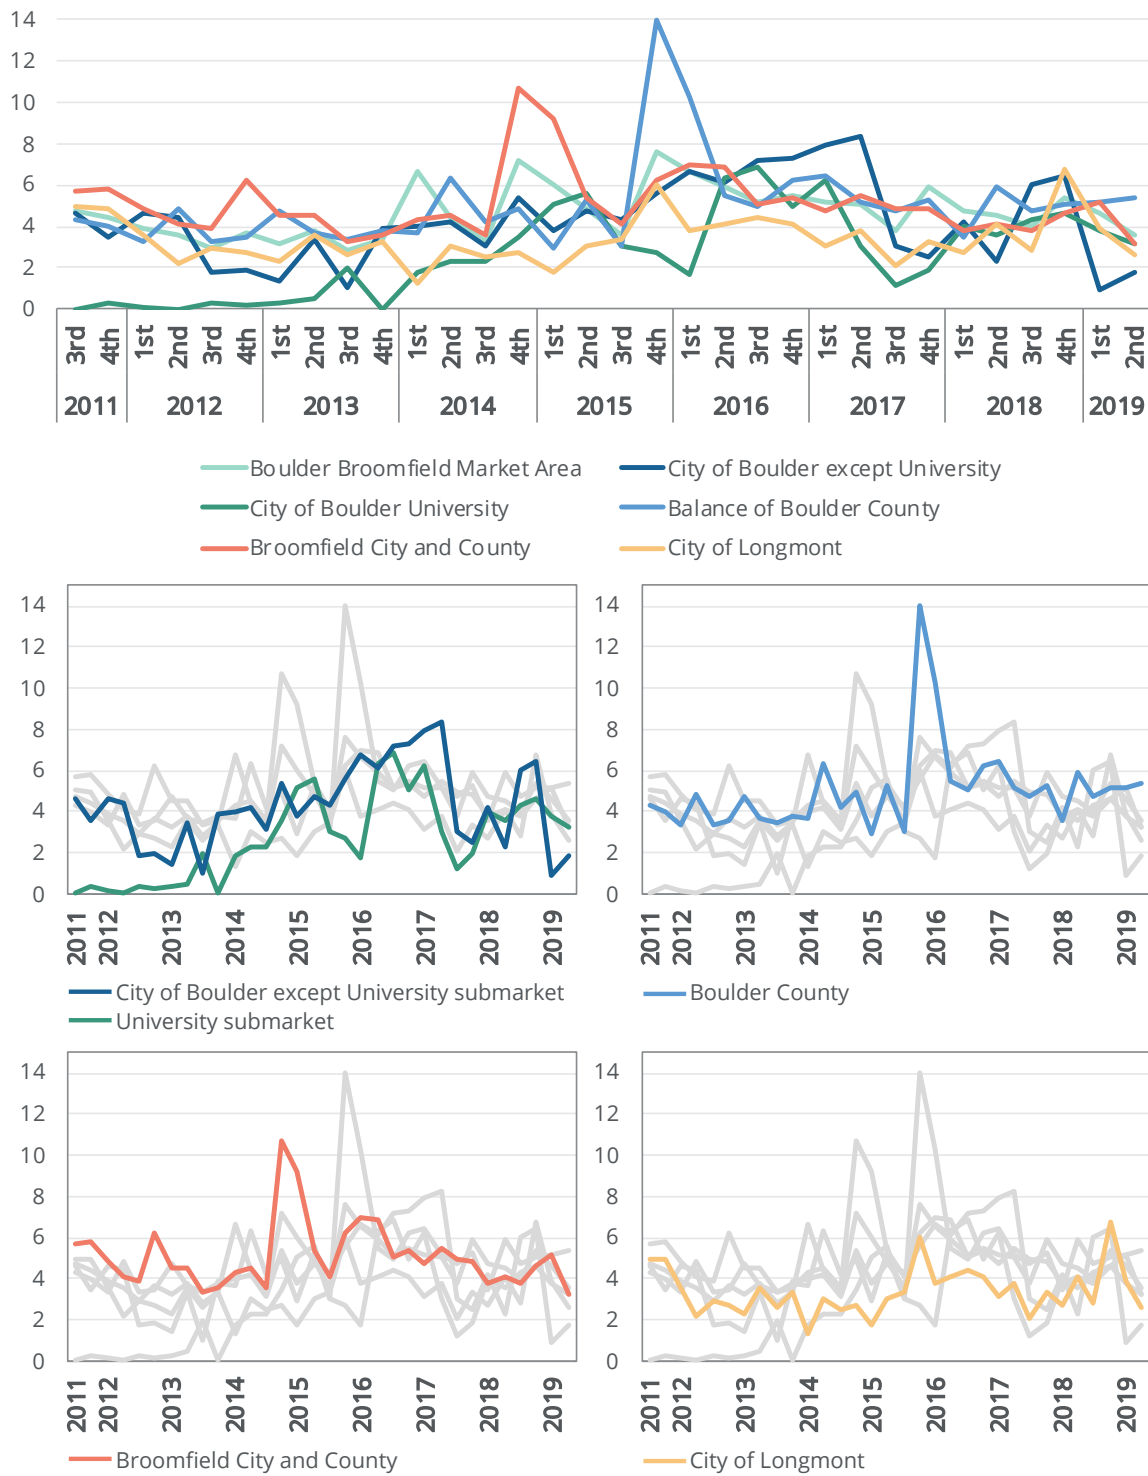 14
12
10
8
6
4
2
0
3rd 4th 1st 2nd 3rd 4th 1st 2nd 3rd 4th 1st 2nd 3rd 4th 1st 2nd 3rd 4th 1st 2nd 3rd 4th 1st 2nd 3rd 4th 1st 2nd 3rd 4th 1st 2nd
2011 2012 2013 2014 2015 2016 2017 2018 2019
Boulder Broomfield Market Area City of Boulder except University
City of Boulder University Balance of Boulder County
Broomfield City and County City of Longmont
14
12
10
8
6
4
2
0
2011 2012 2013 2014 2015 2016 2017 2018 2019
City of Boulder except University submarket
University submarket
14
12
10
8
6
4
2
0
2011 2012 2013 2014 2015 2016 2017 2018 2019
Boulder County
14
12
10
8
6
4
2
0
2011 2012 2013 2014 2015 2016 2017 2018 2019
Broomfield City and County
14
12
10
8
6
4
2
0
2011 2012 2013 2014 2015 2016 2017 2018 2019
City of Longmont